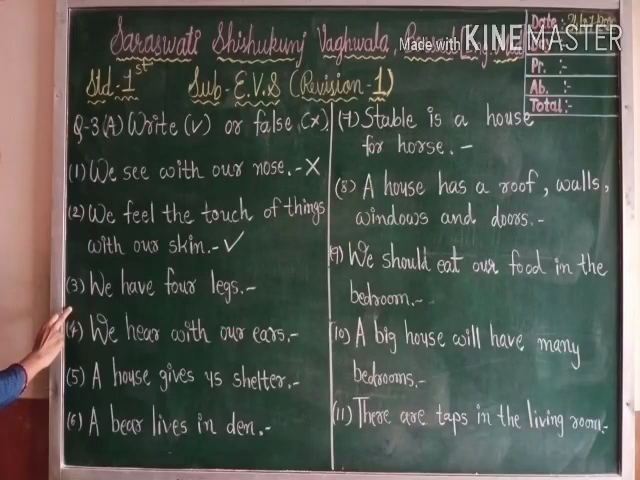 Saraswati Shishukunj Vaghwala,
Made with KINEMASTER
Date:
Pr. :-
Ab. :-
Total:-
Std.-1st Sub-E.V.S (Revision-1)
Q-3(A) Write (✓) or false (×).
(1) We see with our nose.-X
(2) We feel the touch of things
with our skin.-✓
(3) We have four legs.-
(4) We hear with our ears.-
(5) A house gives us shelter.-
(6) A bear lives in den.-
(7) Stable is a house
for horse.-
(8) A house has a roof, walls,
windows and doors.-
(9) We should eat our food in the
bedroom.-
(10) A big house will have many
bedrooms.-
(11) There are taps in the living room.-